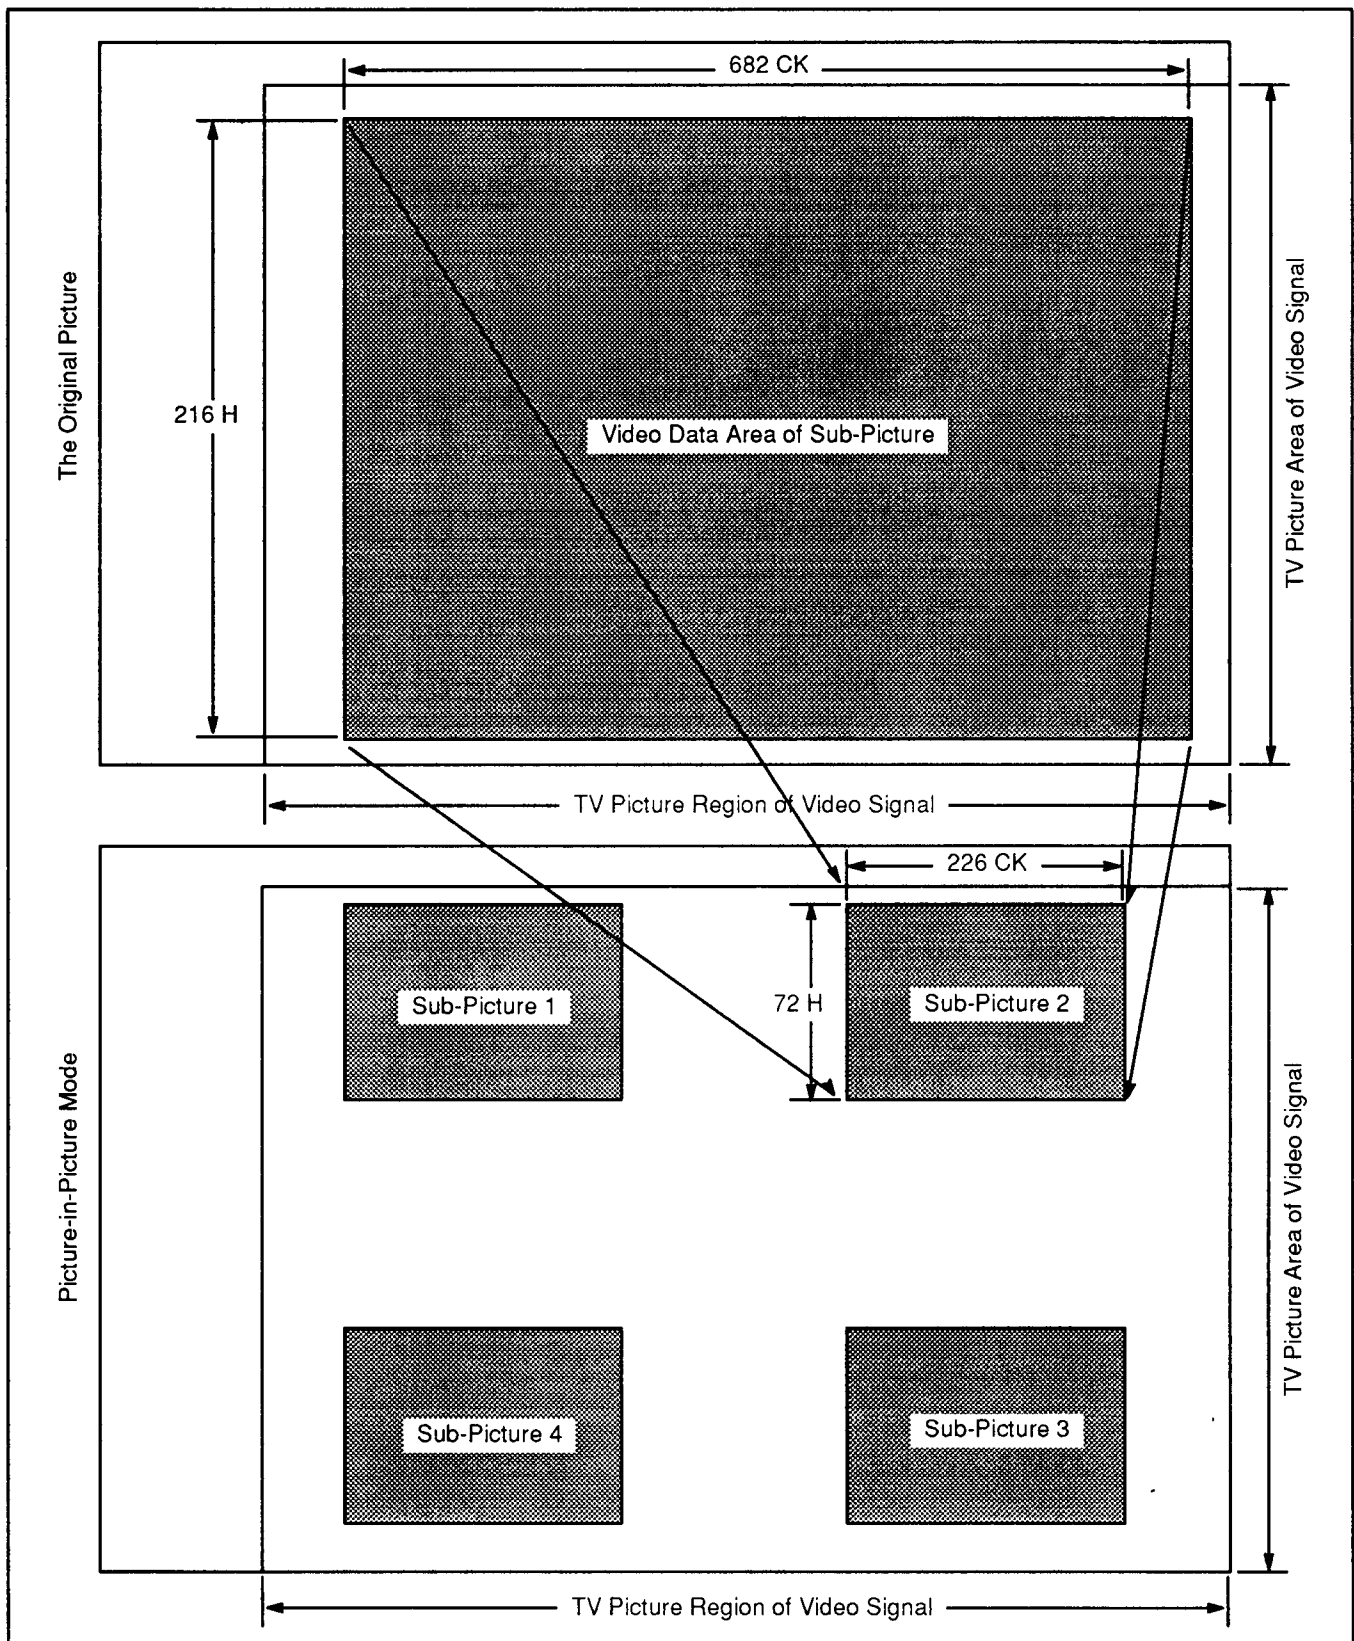 682 CK
The Original Picture
216 H
Video Data Area of Sub-Picture
TV Picture Area of Video Signal
TV Picture Region of Video Signal
226 CK
Picture-in-Picture Mode
Sub-Picture 1
72 H
Sub-Picture 2
TV Picture Area of Video Signal
Sub-Picture 4
Sub-Picture 3
TV Picture Region of Video Signal